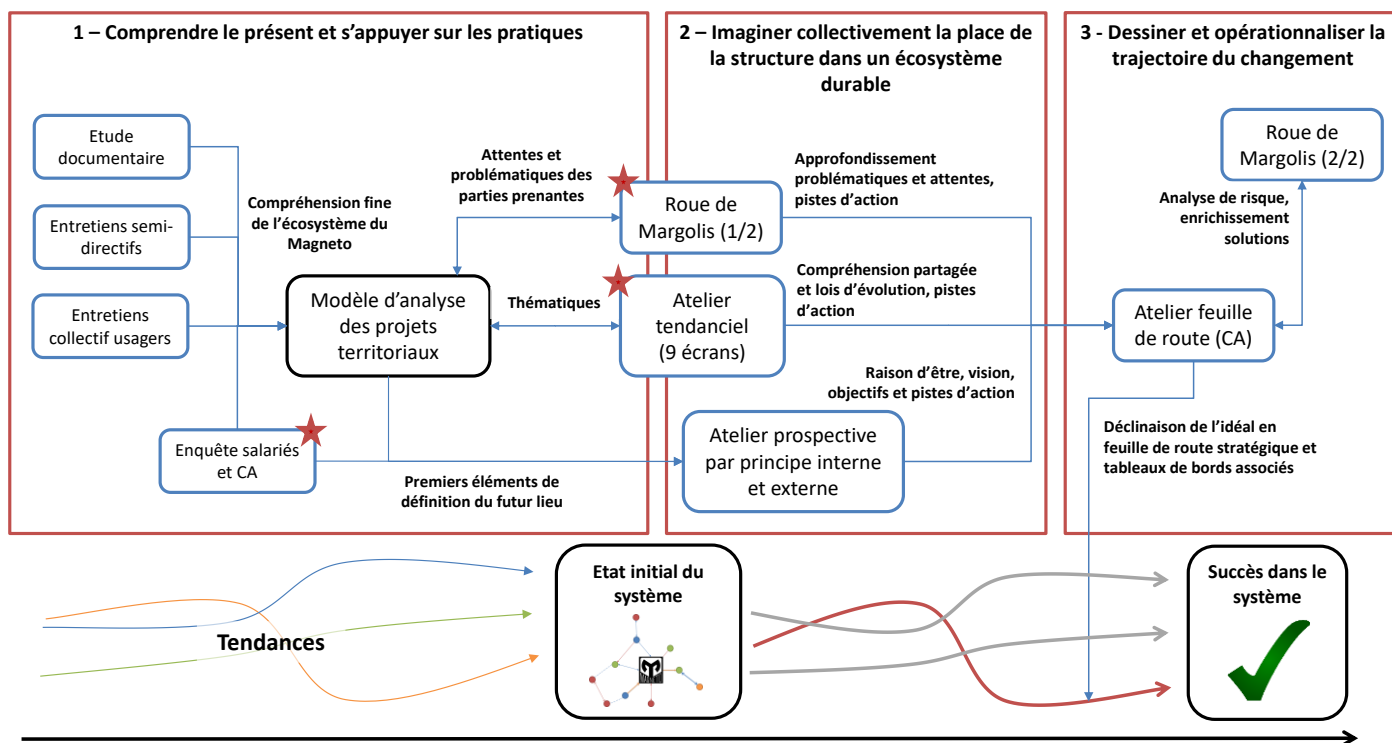 1 – Comprendre le présent et s’appuyer sur les pratiques
2 – Imaginer collectivement la place de
la structure dans un écosystème
durable
3 - Dessiner et opérationnaliser la
trajectoire du changement
Etude
documentaire
Entretiens semi-
directifs
Entretiens
collectif usagers
Enquête salariés
et CA
Compréhension fine
de l’écosystème du
Magneto
Attentes et
problématiques des
parties prenantes
Modèle d’analyse
des projets
territoriaux
Thématiques
Premiers éléments de
définition du futur lieu
Roue de
Margolis (1/2)
Atelier
tendanciel
(9 écrans)
Atelier prospective
par principe interne
et externe
Approfondissement
problématiques et attentes,
pistes d’action
Compréhension partagée
et lois d’évolution, pistes
d’action
Raison d’être, vision,
objectifs et pistes d’action
Roue de
Margolis (2/2)
Analyse de risque,
enrichissement
solutions
Atelier feuille
de route (CA)
Déclinaison de l’idéal en
feuille de route stratégique et
tableaux de bords associés
Tendances
Etat initial du
système
Succès dans le
système